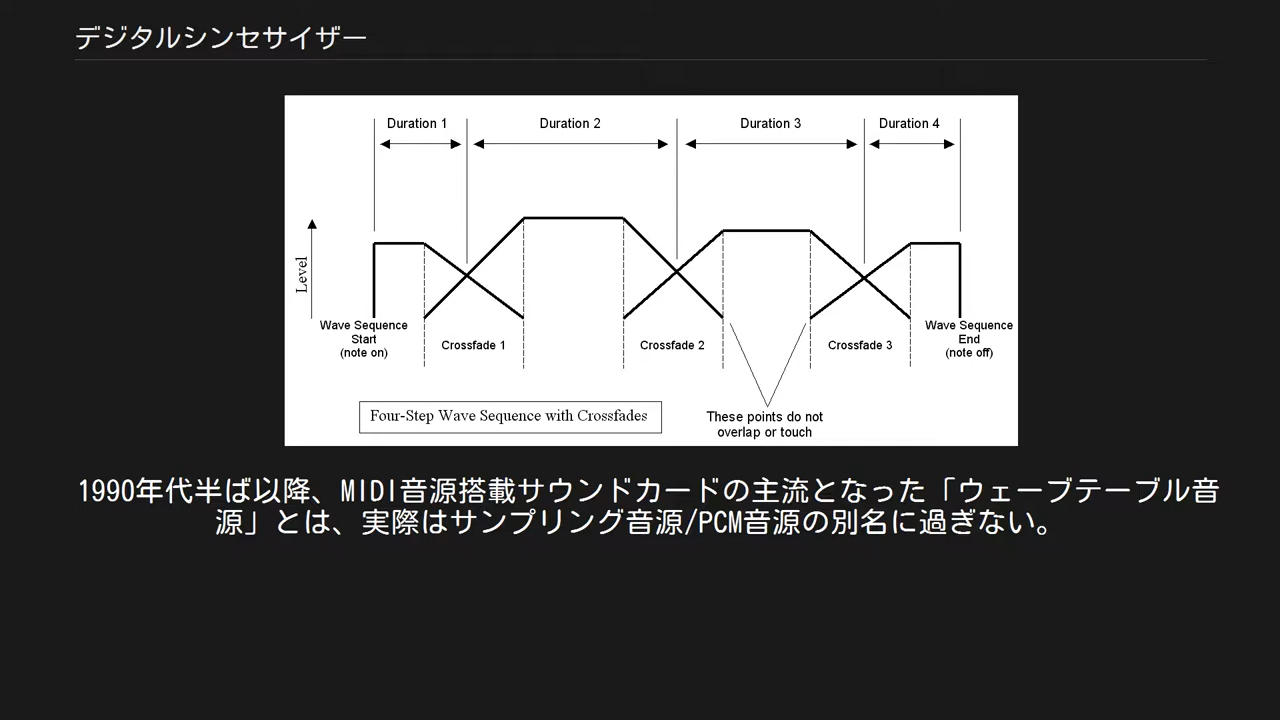 デジタルシンセサイザー
Duration 1
Duration 2
Duration 3
Duration 4
Level
Wave Sequence
Start
(note on)
Crossfade 1
Crossfade 2
Crossfade 3
Wave Sequence
End
(note off)
Four-Step Wave Sequence with Crossfades
These points do not
overlap or touch
1990年代半ば以降、MIDI音源搭載サウンドカードの主流となった「ウェーブテーブル音
源」とは、実際はサンプリング音源/PCM音源の別名に過ぎない。